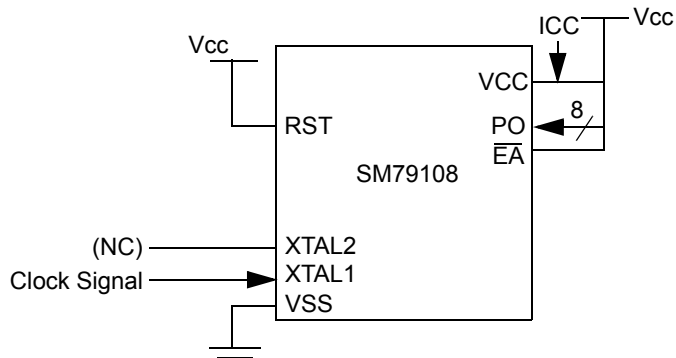 ICC
Vcc
Vcc
VCC
8
RST
PO
EA
SM79108
(NC)
XTAL2
Clock Signal
XTAL1
VSS